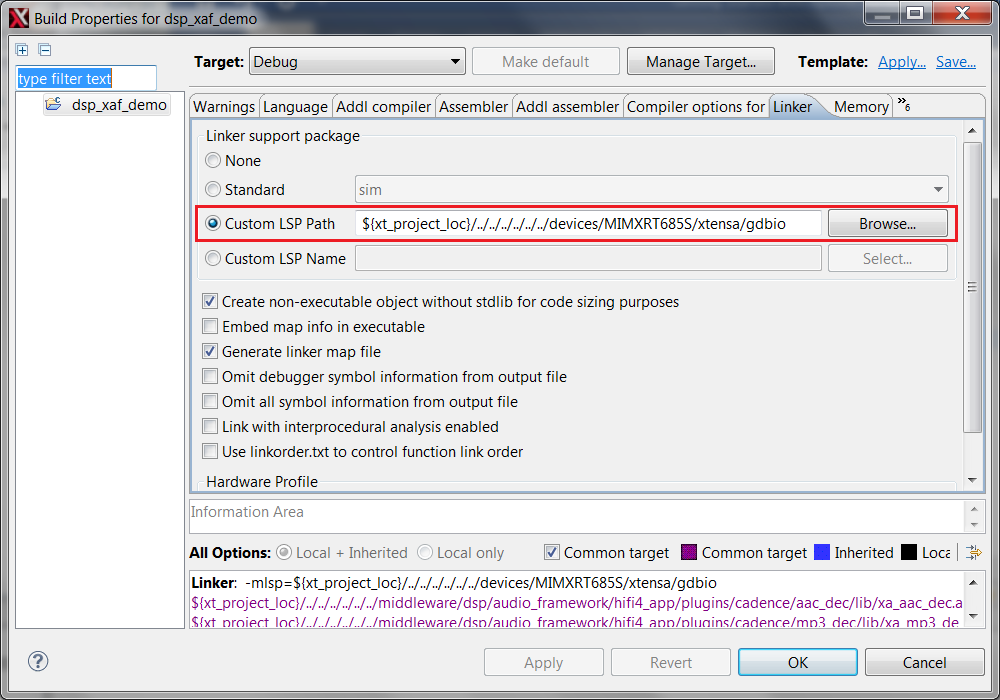 Build Properties for dsp_xaf_demo
type filter text
dsp_xaf_demo
Target: Debug Make default Manage Target... Template: Apply... Save...
Warnings Language Addl compiler Assembler Addl assembler Compiler options for Linker Memory »6
Linker support package
None
Standard sim
Custom LSP Path ${xt_project_loc}/../../../../../../devices/MIMXRT685S/xtensa/gdbio Browse...
Custom LSP Name Select...
Create non-executable object without stdlib for code sizing purposes
Embed map info in executable
Generate linker map file
Omit debugger symbol information from output file
Omit all symbol information from output file
Link with interprocedural analysis enabled
Use linkorder.txt to control function link order
Hardware Profile
Information Area
All Options: Local + Inherited Local only Common target Common target Inherited Loca
Linker: -mlsp=${xt_project_loc}/../../../../../../devices/MIMXRT685S/xtensa/gdbio
${xt_project_loc}/../../../../../../middleware/dsp/audio_framework/hifi4_app/plugins/cadence/aac_dec/lib/xa_aac_dec.a
${xt_project_loc}/../../../../../../middleware/dsp/audio_framework/hifi4_app/plugins/cadence/mp3_dec/lib/xa_mp3_de
Apply Revert OK Cancel